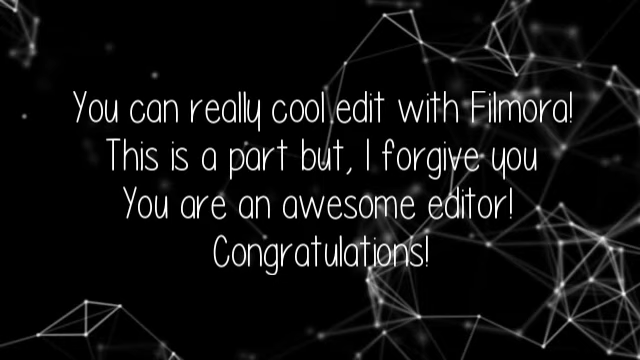 You can really cool edit with Filmora!
This is a part but, I forgive you
You are an awesome editor!
Congratulations!